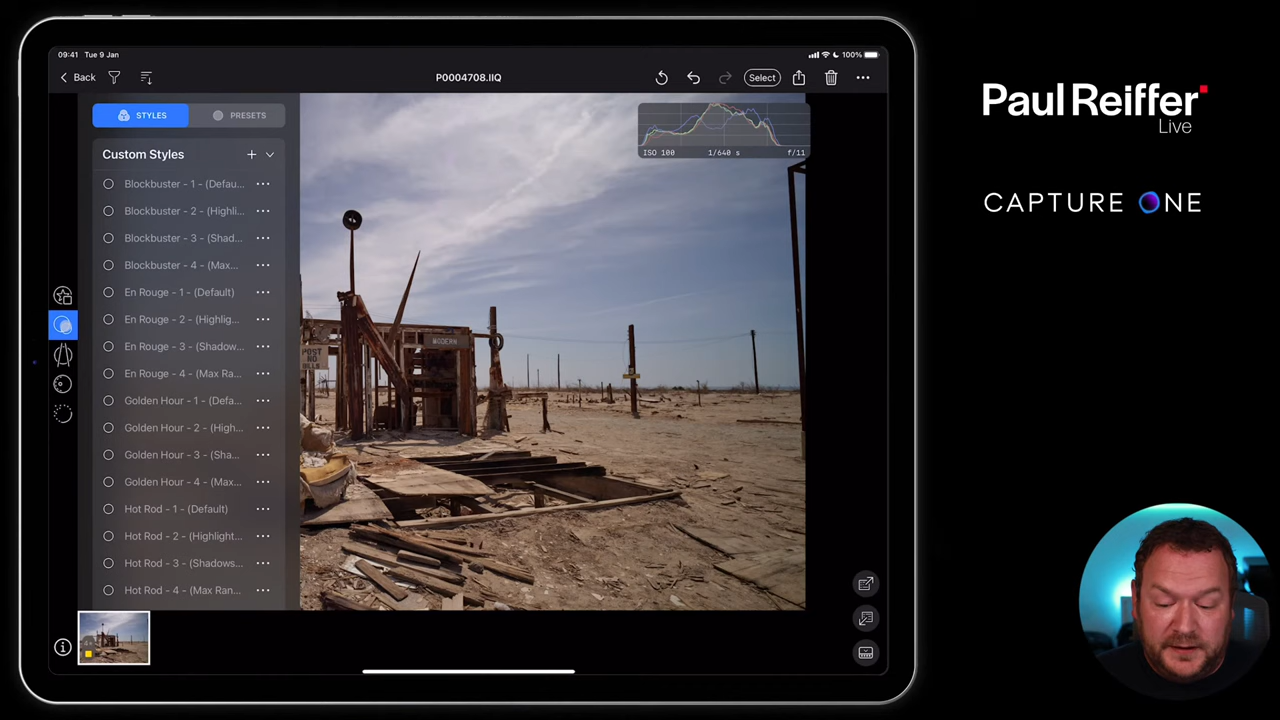 09:41 Tue 9 Jan
100%
Back
P0004708.IIQ
Select
STYLES
PRESETS
Custom Styles
Blockbuster - 1 - (Defau...
Blockbuster - 2 - (Highli...
Blockbuster - 3 - (Shad...
Blockbuster - 4 - (Max...
En Rouge - 1 - (Default)
En Rouge - 2 - (Highlig...
En Rouge - 3 - (Shadow...
En Rouge - 4 - (Max Ra...
Golden Hour - 1 - (Defa...
Golden Hour - 2 - (High...
Golden Hour - 3 - (Sha...
Golden Hour - 4 - (Max...
Hot Rod - 1 - (Default)
Hot Rod - 2 - (Highlight...
Hot Rod - 3 - (Shadows...
Hot Rod - 4 - (Max Ran...
ISO 100 1/640 s f/11
MODERN
POST
NO
BILLS
Paul Reiffer
Live
CAPTURE ONE